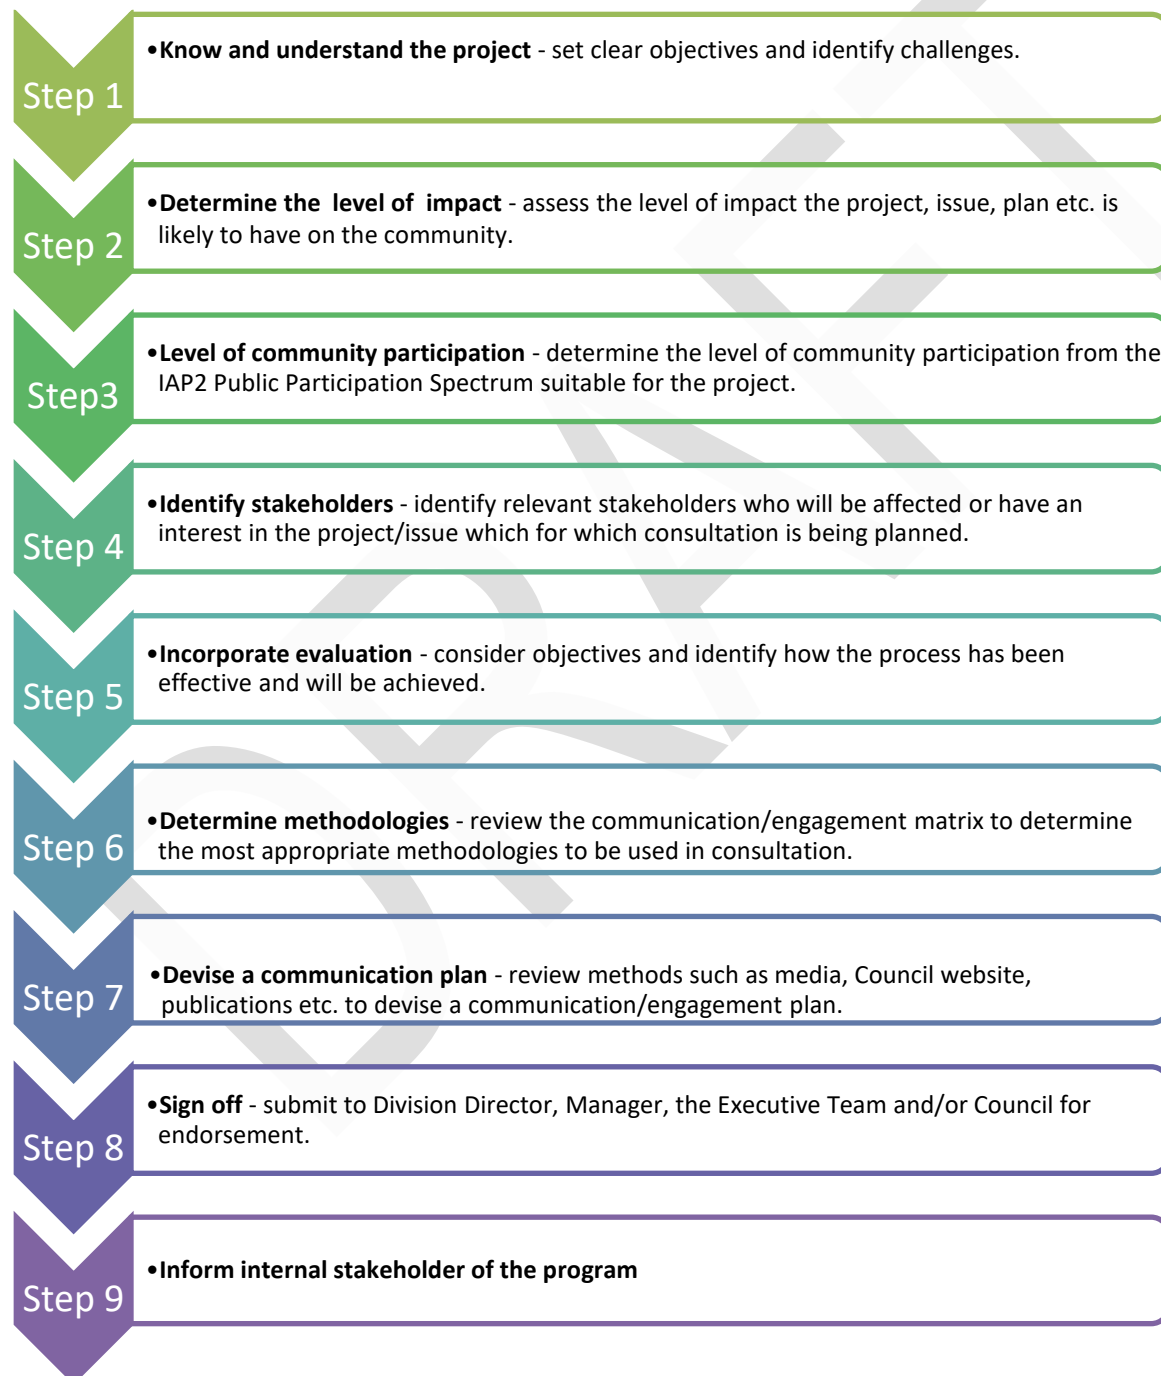 Step 1
•Know and understand the project - set clear objectives and identify challenges.
Step 2
•Determine the level of impact - assess the level of impact the project, issue, plan etc. is
likely to have on the community.
Step3
•Level of community participation - determine the level of community participation from the
IAP2 Public Participation Spectrum suitable for the project.
Step 4
•Identify stakeholders - identify relevant stakeholders who will be affected or have an
interest in the project/issue which for which consultation is being planned.
Step 5
•Incorporate evaluation - consider objectives and identify how the process has been
effective and will be achieved.
Step 6
•Determine methodologies - review the communication/engagement matrix to determine
the most appropriate methodologies to be used in consultation.
Step 7
•Devise a communication plan - review methods such as media, Council website,
publications etc. to devise a communication/engagement plan.
Step 8
•Sign off - submit to Division Director, Manager, the Executive Team and/or Council for
endorsement.
Step 9
•Inform internal stakeholder of the program
DRAFT